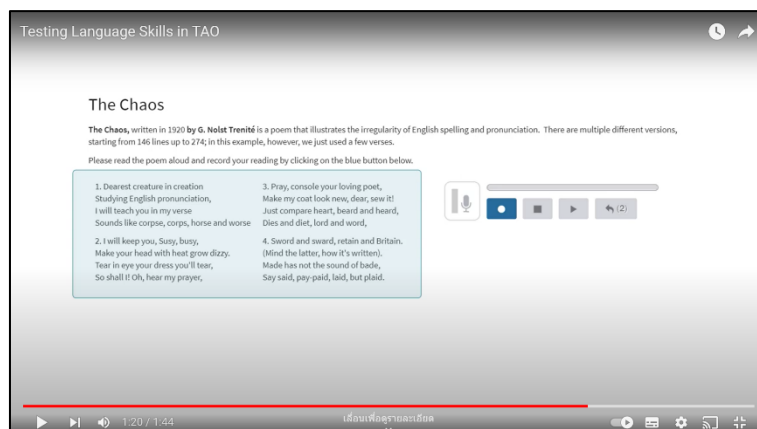 Testing Language Skills in TAO
The Chaos
The Chaos, written in 1920 by G. Nolst Trenité is a poem that illustrates the irregularity of English spelling and pronunciation. There are multiple different versions,
starting from 146 lines up to 274; in this example, however, we just used a few verses.
Please read the poem aloud and record your reading by clicking on the blue button below.
1. Dearest creature in creation
Studying English pronunciation,
I will teach you in my verse
Sounds like corpse, corps, horse and worse
2. I will keep you, Susy, busy,
Make your head with heat grow dizzy.
Tear in eye your dress you'll tear,
So shall I! Oh, hear my prayer,
3. Pray, console your loving poet,
Make my coat look new, dear, sew it!
Just compare heart, beard and heard,
Dies and diet, lord and word,
4. Sword and sward, retain and Britain.
(Mind the latter, how it's written).
Made has not the sound of bade,
Say said, pay-paid, laid, but plaid.
(2)
1:20 / 1:44
เลื่อนเพื่อดูรายละเอียด